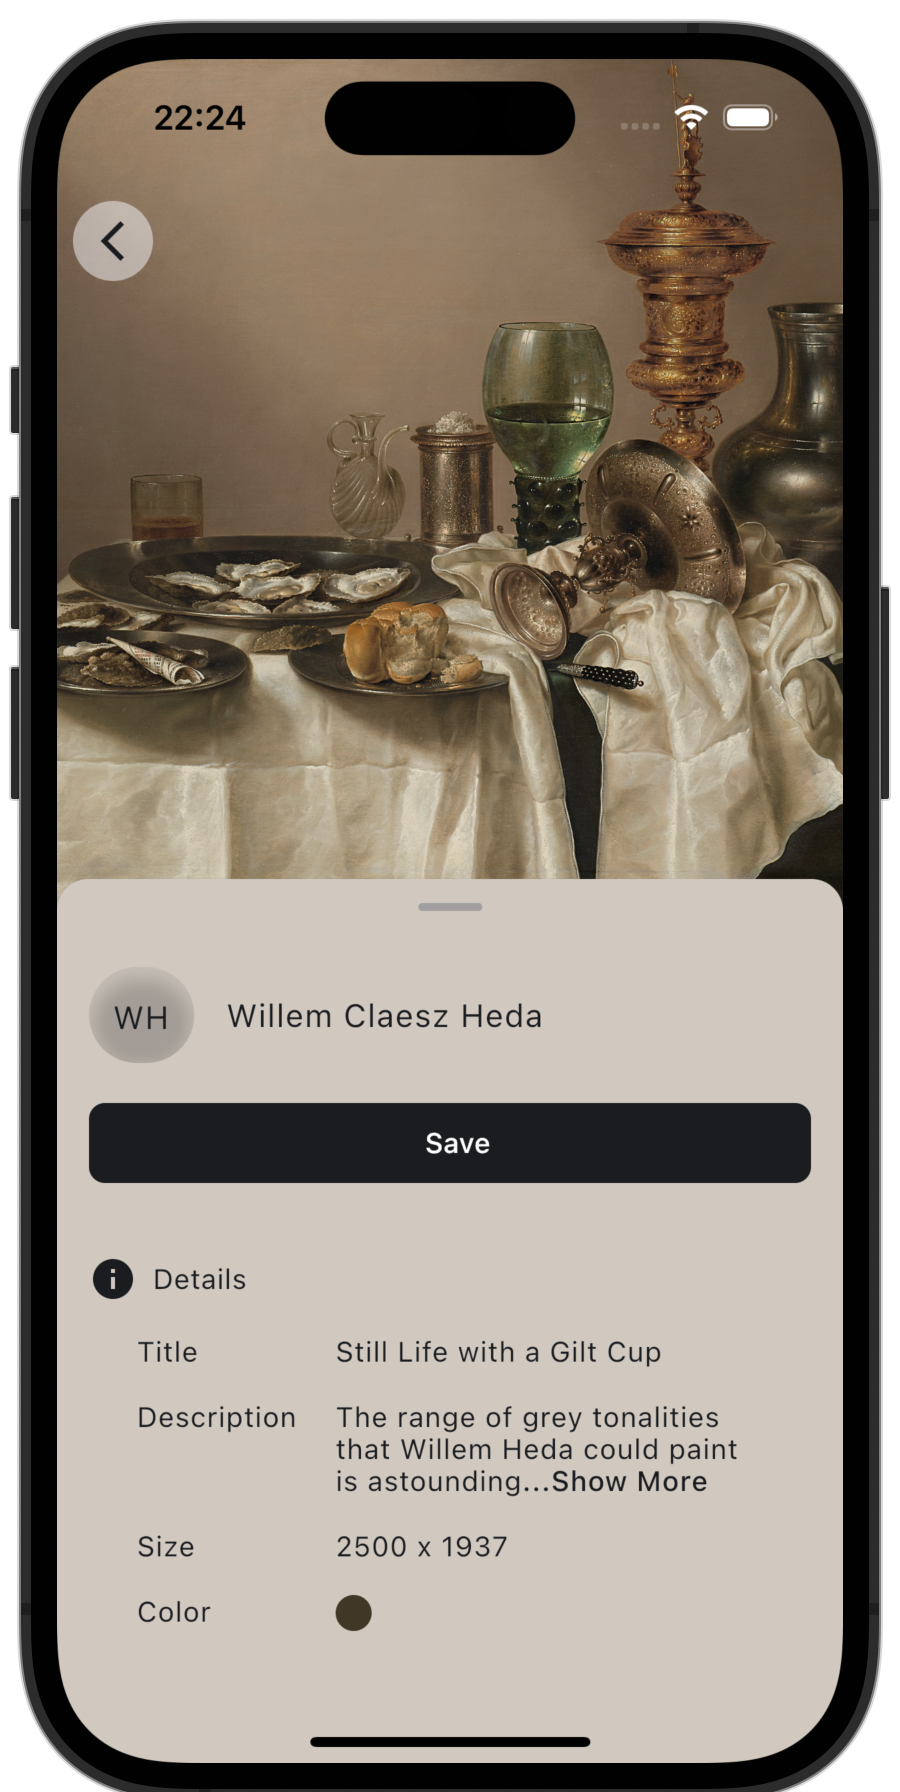 22:24
WH
Willem Claesz Heda
Save
Details
Title
Still Life with a Gilt Cup
Description
The range of grey tonalities
that Willem Heda could paint
is astounding...Show More
Size
2500 x 1937
Color